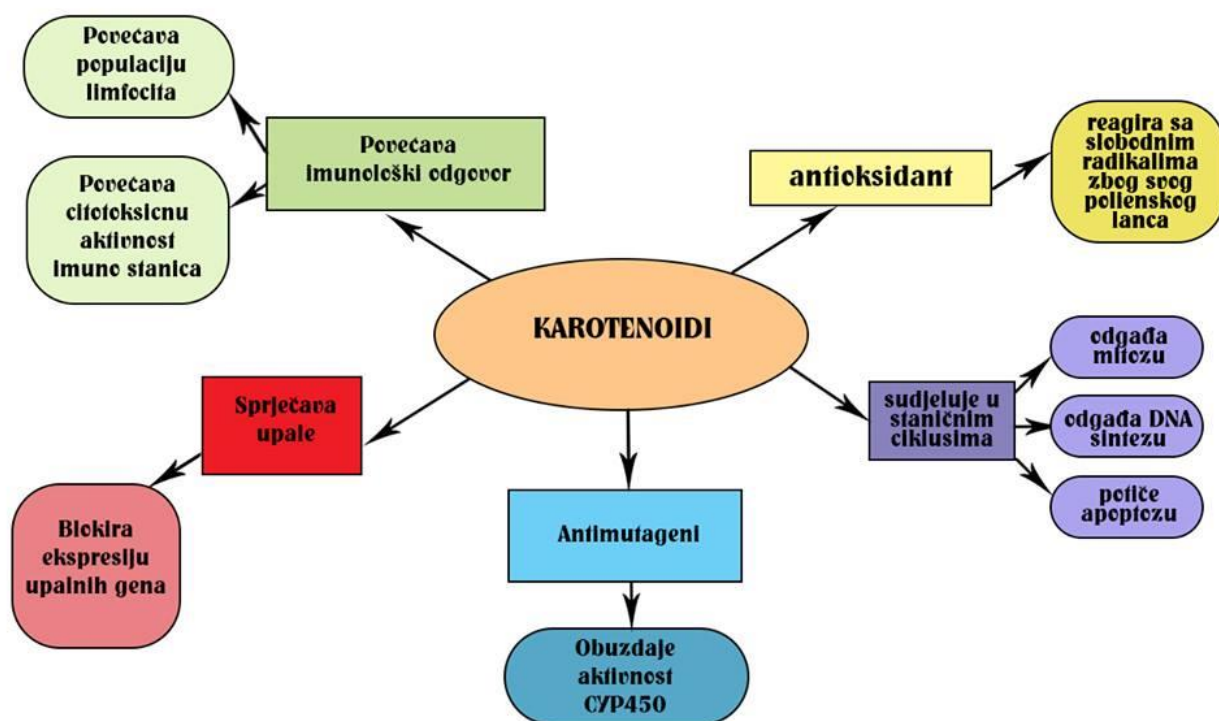 Povećava
populaciju
limfocita
Povećava
citotoksicnu
aktivnost
imuno stanica
Povećava
imunološki odgovor
antioksidant
reagira sa
slobodnim
radikalima
zbog svog
polienskog
lanca
KAROTENOIDI
Sprječava
upale
Blokira
ekspresiju
upalnih gena
Antimutageni
Obuzdaje
aktivnost
CYP450
sudjeluje u
staničnim
ciklusima
odgađa
mitozu
odgađa DNA
sintezu
potiče
apoptozu